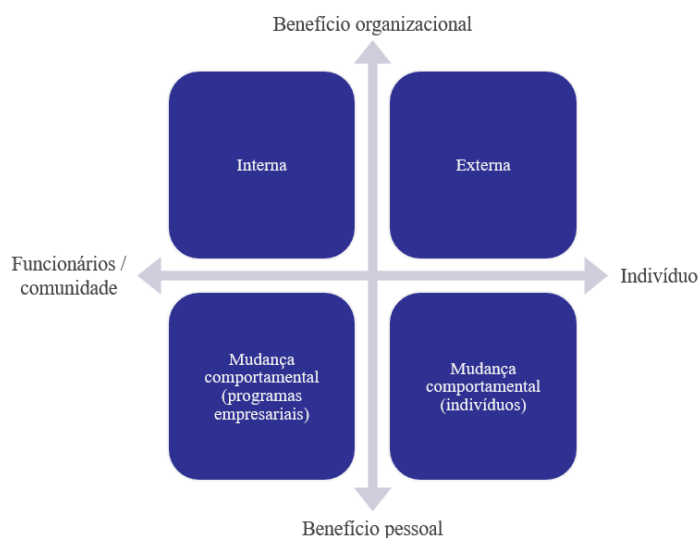 Benefício organizacional
Interna
Externa
Funcionários /
comunidade
Indivíduo
Mudança
comportamental
(programas
empresariais)
Mudança
comportamental
(indivíduos)
Benefício pessoal